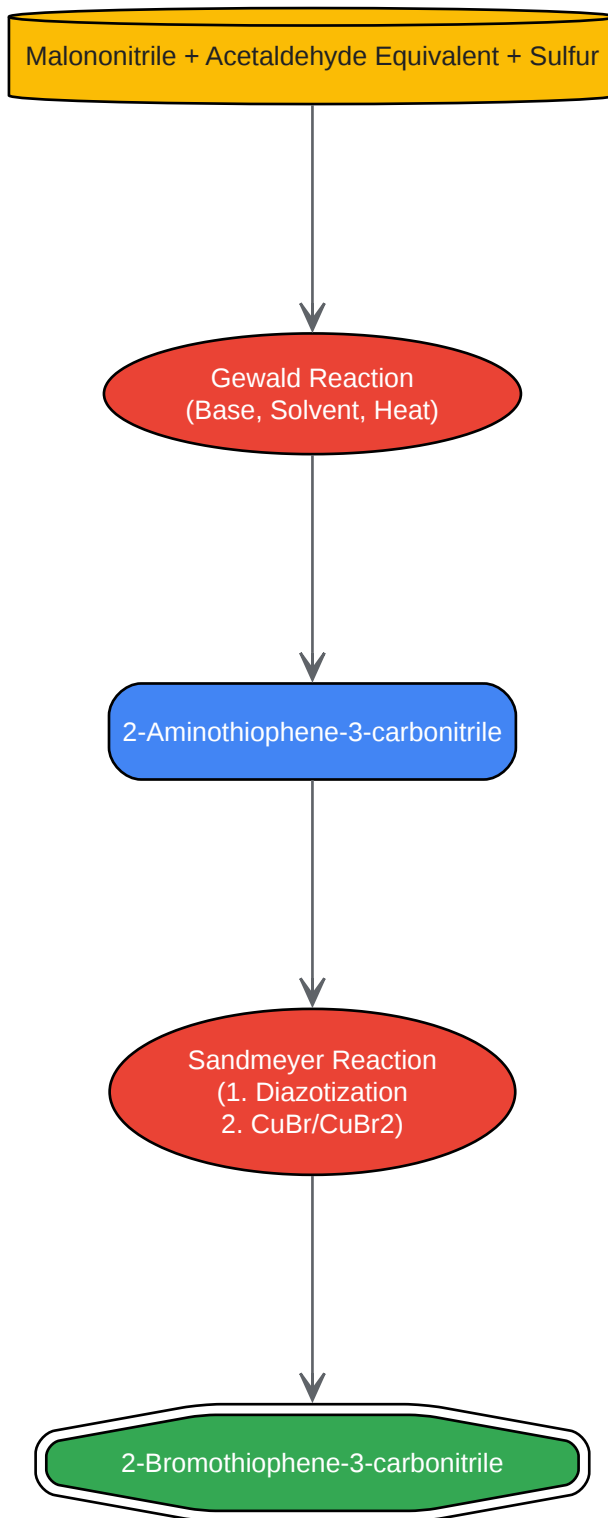 Malononitrile + Acetaldehyde Equivalent + Sulfur
Gewald Reaction
(Base, Solvent, Heat)
2-Aminothiophene-3-carbonitrile
Sandmeyer Reaction
(1. Diazotization
2. CuBr/CuBr2)
2-Bromothiophene-3-carbonitrile